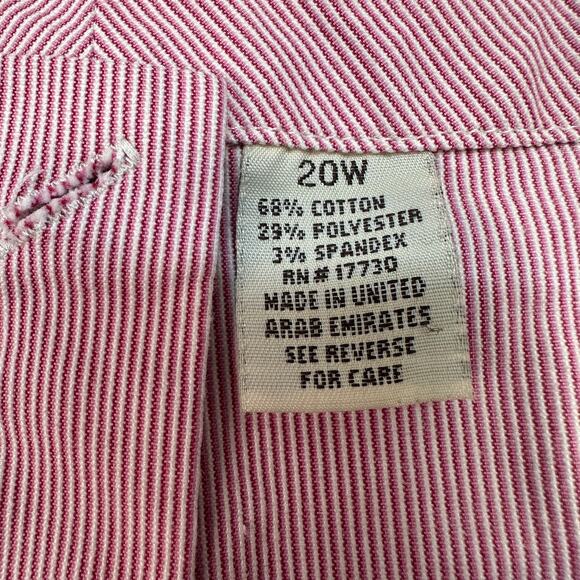 20W
68% COTTON
29% POLYESTER
3% SPANDEX
RN# 17730
MADE IN UNITED
ARAB EMIRATES
SEE REVERSE
FOR CARE